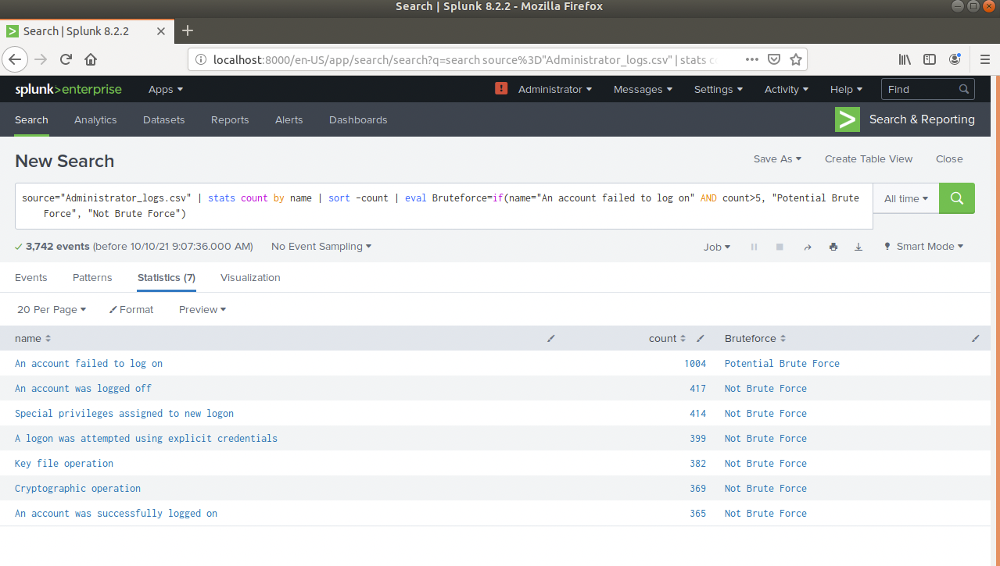 Search | Splunk 8.2.2 - Mozilla Firefox
Search | Splunk 8.2.2
localhost:8000/en-US/app/search/search?q=search source%3D"Administrator_logs.csv" | stats co
splunk>enterprise Apps Administrator Messages Settings Activity Help Find
Search Analytics Datasets Reports Alerts Dashboards Search & Reporting
New Search Save As Create Table View Close
source="Administrator_logs.csv" | stats count by name | sort -count | eval Bruteforce=if(name="An account failed to log on" AND count>5, "Potential Brute
Force", "Not Brute Force")
All time
3,742 events (before 10/10/21 9:07:36.000 AM) No Event Sampling Job Smart Mode
Events Patterns Statistics (7) Visualization
20 Per Page Format Preview
name count Bruteforce
An account failed to log on 1004 Potential Brute Force
An account was logged off 417 Not Brute Force
Special privileges assigned to new logon 414 Not Brute Force
A logon was attempted using explicit credentials 399 Not Brute Force
Key file operation 382 Not Brute Force
Cryptographic operation 369 Not Brute Force
An account was successfully logged on 365 Not Brute Force